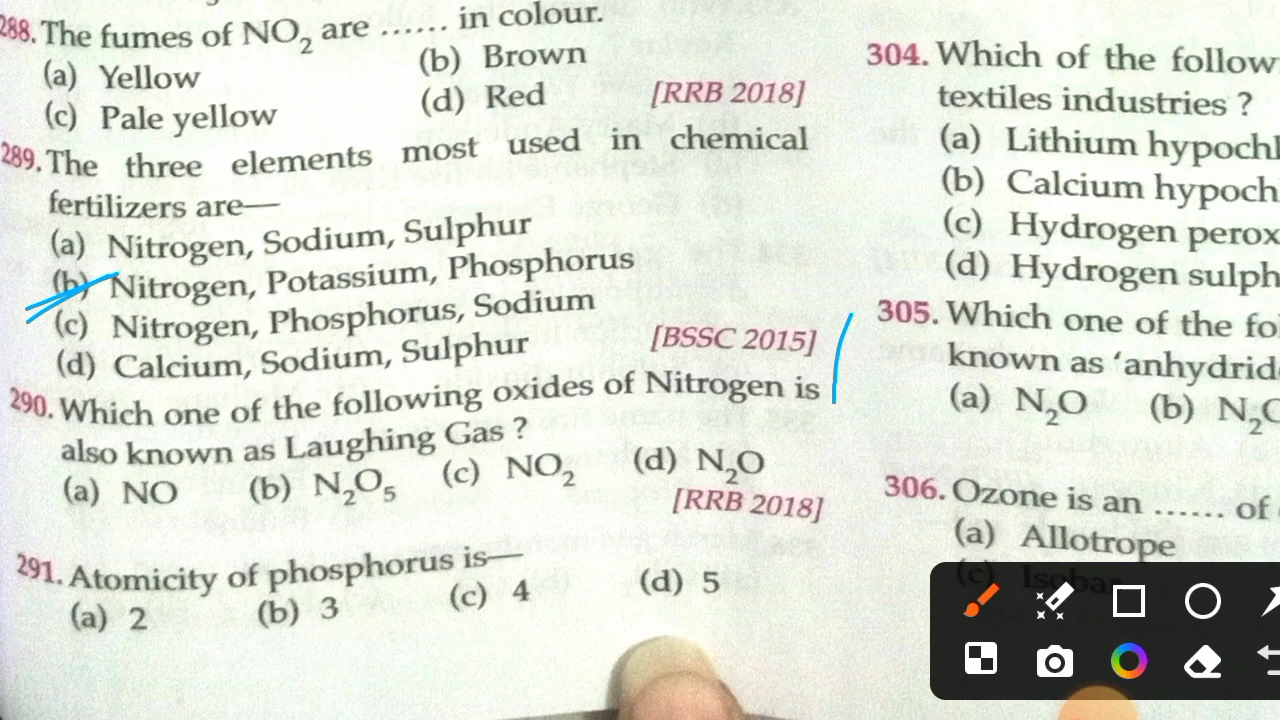 288. The fumes of NO2 are ...... in colour.
(a) Yellow (b) Brown
(c) Pale yellow (d) Red [RRB 2018]
289. The three elements most used in chemical
fertilizers are—
(a) Nitrogen, Sodium, Sulphur
(b) Nitrogen, Potassium, Phosphorus
(c) Nitrogen, Phosphorus, Sodium
(d) Calcium, Sodium, Sulphur [BSSC 2015]
290. Which one of the following oxides of Nitrogen is
also known as Laughing Gas ?
(a) NO (b) N2O5 (c) NO2 (d) N2O
[RRB 2018]
291. Atomicity of phosphorus is—
(a) 2 (b) 3 (c) 4 (d) 5
304. Which of the follow
textiles industries ?
(a) Lithium hypochl
(b) Calcium hypoch
(c) Hydrogen perox
(d) Hydrogen sulph
305. Which one of the fo
known as ‘anhydrid
(a) N2O (b) N2
306. Ozone is an ...... of
(a) Allotrope
(c) Isobar